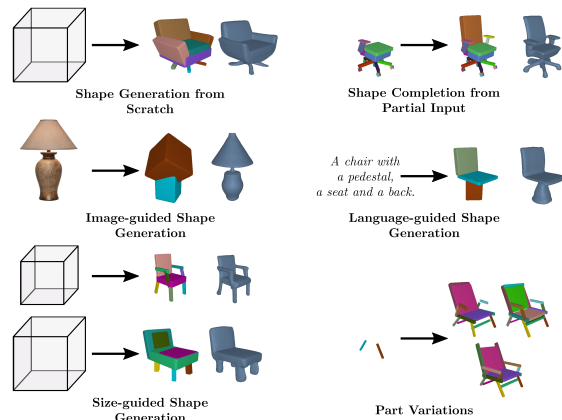 Shape Generation from
Scratch
Shape Completion from
Partial Input
Image-guided Shape
Generation
A chair with
a pedestal,
a seat and a back.
Language-guided Shape
Generation
Size-guided Shape
Generation
Part Variations